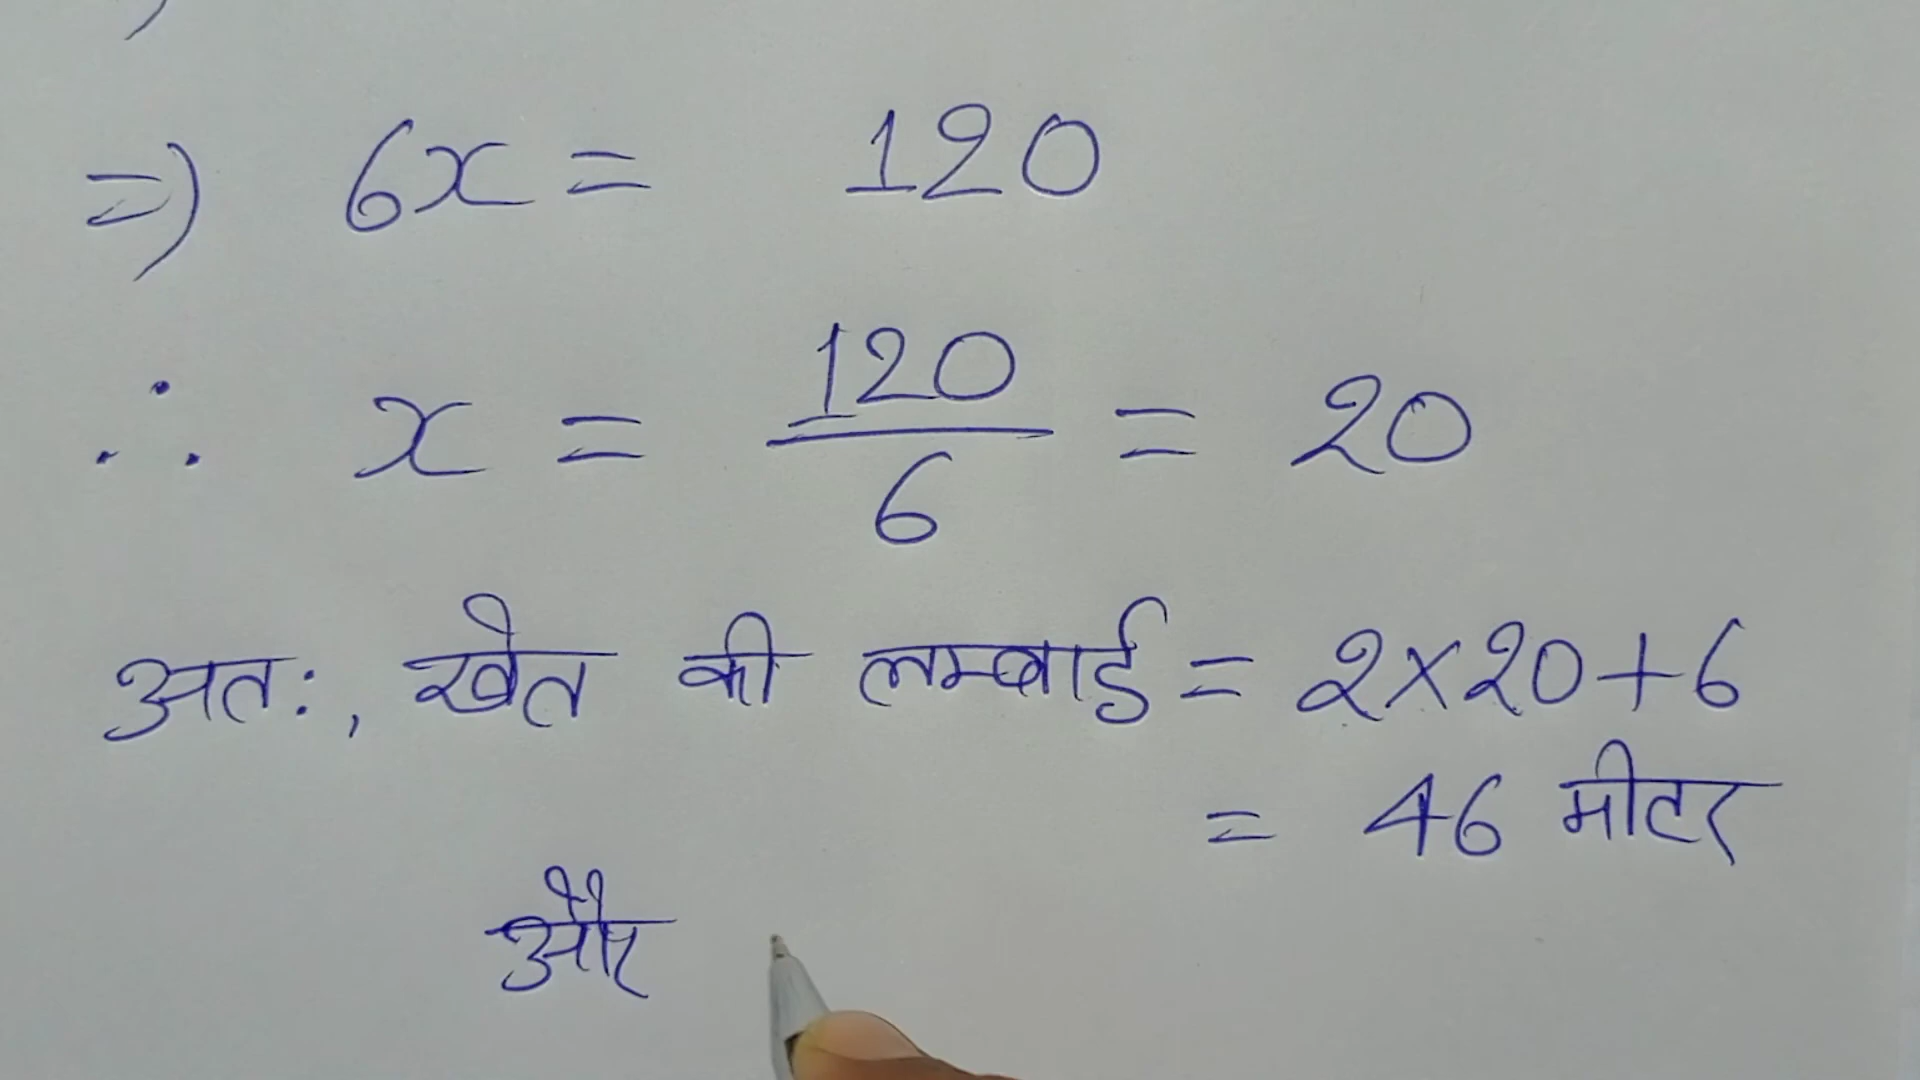 =) 6x = 120
∴ x = 120/6 = 20
अतः, खेत की लम्बाई = 2×20+6
= 46 मीटर
और